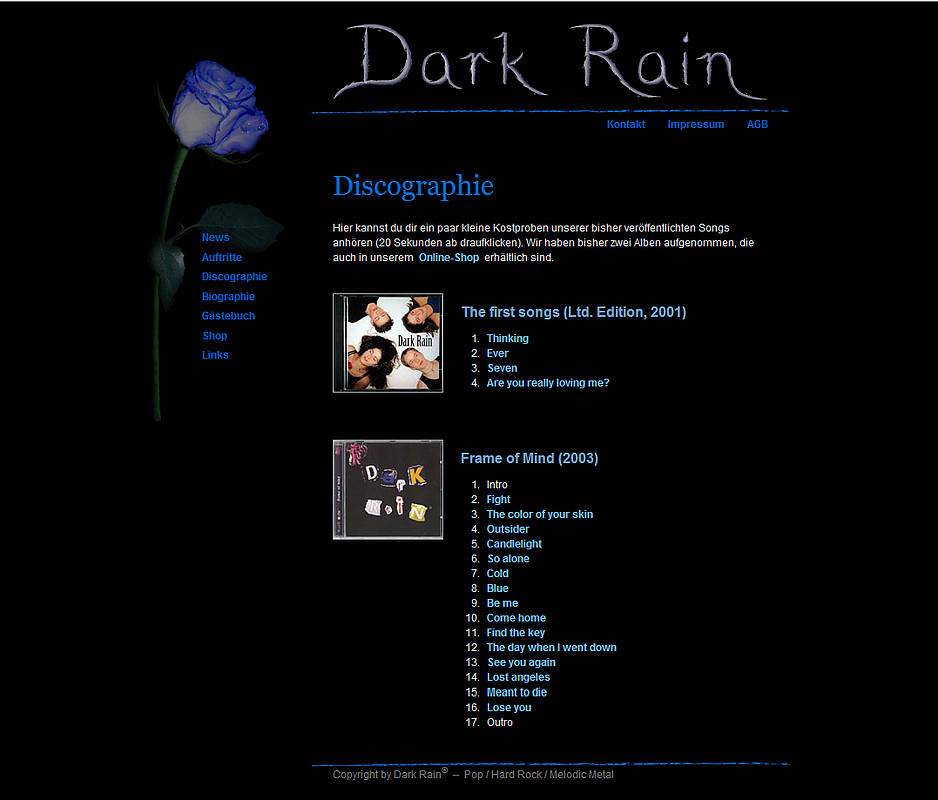 Dark Rain
Kontakt Impressum AGB
Discographie
Hier kannst du dir ein paar kleine Kostproben unserer bisher veröffentlichten Songs
anhören (20 Sekunden ab draufklicken). Wir haben bisher zwei Alben aufgenommen, die
auch in unserem Online-Shop erhältlich sind.
News
Auftritte
Discographie
Biographie
Gästebuch
Shop
Links
Dark Rain
The first songs (Ltd. Edition, 2001)
1. Thinking
2. Ever
3. Seven
4. Are you really loving me?
Frame of Mind (2003)
1. Intro
2. Fight
3. The color of your skin
4. Outsider
5. Candlelight
6. So alone
7. Cold
8. Blue
9. Be me
10. Come home
11. Find the key
12. The day when I went down
13. See you again
14. Lost angeles
15. Meant to die
16. Lose you
17. Outro
Copyright by Dark Rain® – Pop / Hard Rock / Melodic Metal